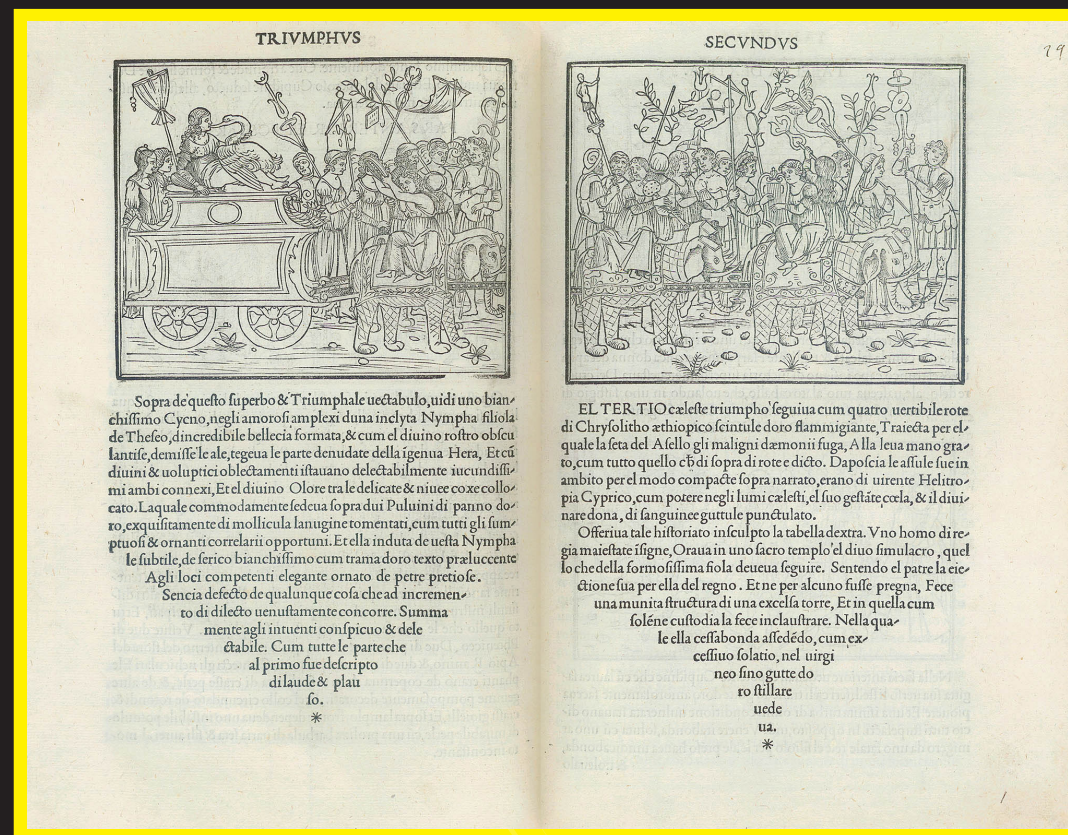 TRIVMPHVS
Sopra de questo superbo & Triumphale uectabulo, uidi uno bian-
chissimo Cycno, negli amorosi amplexi duna inclyta Nympha filiola
de Theseo, dincredibile bellecia formata, & cum el diuino rostro obscu
lantise, demisse le ale, tegeua le parte denudate della igenua Hera, Et cū
diuini & uoluptici oblectamenti istauano delectabilmente iucundissi-
mi ambi connexi, Et el diuino Olore tra le delicate & niuee coxe collo-
cato. Laquale commodamente sedeua sopra dui Puluini di panno do-
ro, exquisitamente di mollicula lanugine tomentati, cum tutti gli sum-
ptuosi & ornanti correlarii opportuni. Et ella induta de uesta Nympha
le subtile, de serico bianchissimo cum trama doro texto præluccente
Agli loci competenti elegante ornato de petre pretiose.
Sencia defecto de qualunque cosa che ad incremen-
to di dilecto uenustamente concorre. Summa
mente agli intuenti conspicuo & dele
ctabile. Cum tutte le parte che
al primo fue descripto
di laude & plau
so.
*
SECVNDVS
29
EL TERTIO cæleste triumpho seguiua cum quatro uertibile rote
di Chrysolitho æthiopico scintule doro flammigiante, Traiecta per el-
quale la seta del Asello gli maligni dæmonii fuga, Alla leua mano gra-
to, cum tutto quello ch̄ di sopra di rote e dicto. Daposcia le assule sue in
ambito per el modo compacte sopra narrato, erano di uirente Helitro-
pia Cyprico, cum potere negli lumi cælesti, el suo gestāte cœla, & il diui-
nare dona, di sanguinee guttule punctulato.
Offeriua tale historiato insculpto la tabella dextra. Vno homo di re-
gia maiestate isigne, Oraua in uno sacro templo el diuo simulacro, quel
lo che della formosissima fiola deueua seguire. Sentendo el patre la eie-
ctione sua per ella del regno. Et ne per alcuno fusse pregna, Fece
una munita structura di una excelsa torre, Et in quella cum
soléne custodia la fece inclaustrare. Nella qua-
le ella cessabonda assedédo, cum ex-
cessiuo solatio, nel uirgi
neo sino gutte do
ro stillare
uede
ua.
*